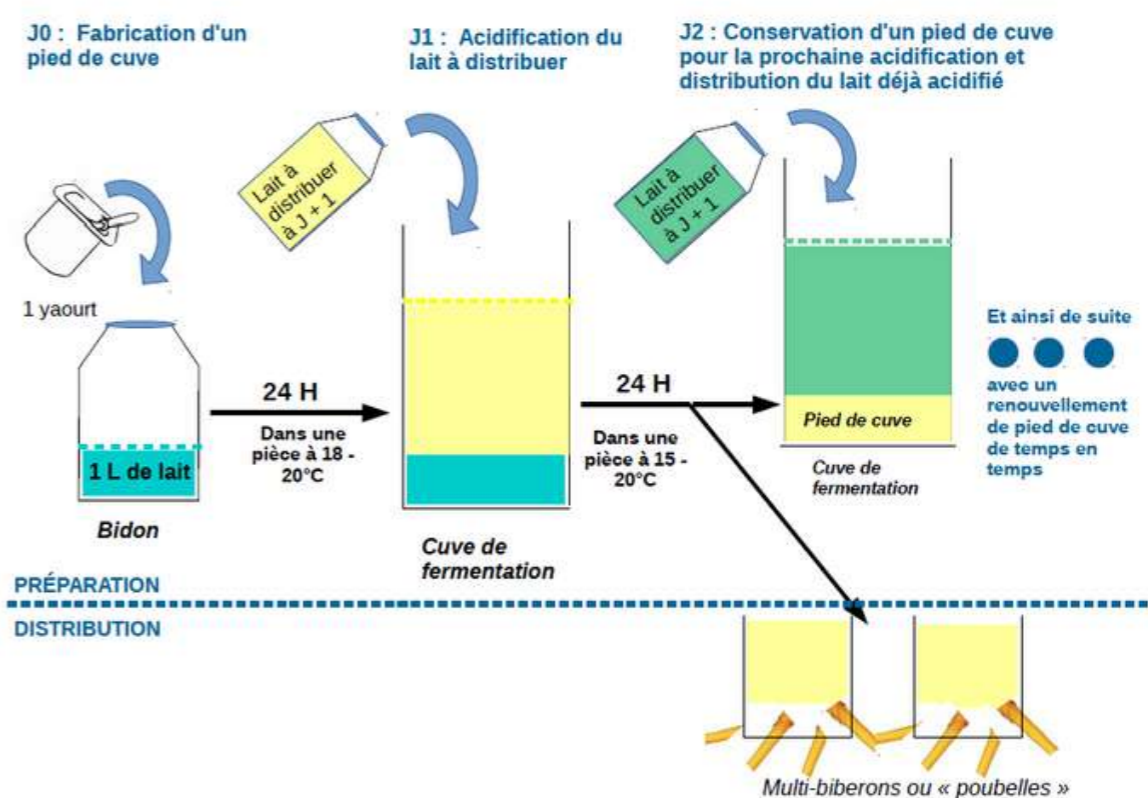 J0 : Fabrication d'un
pied de cuve
J1 : Acidification du
lait à distribuer
J2 : Conservation d'un pied de cuve
pour la prochaine acidification et
distribution du lait déjà acidifié
1 yaourt
1 L de lait
Bidon
24 H
Dans une
pièce à 18 -
20°C
Lait à
distribuer
à J + 1
Cuve de
fermentation
24 H
Dans une
pièce à 15 -
20°C
Lait à
distribuer
à J + 1
Pied de cuve
Cuve de
fermentation
Et ainsi de suite
avec un
renouvellement
de pied de cuve
de temps en
temps
PRÉPARATION
DISTRIBUTION
Multi-biberons ou « poubelles »